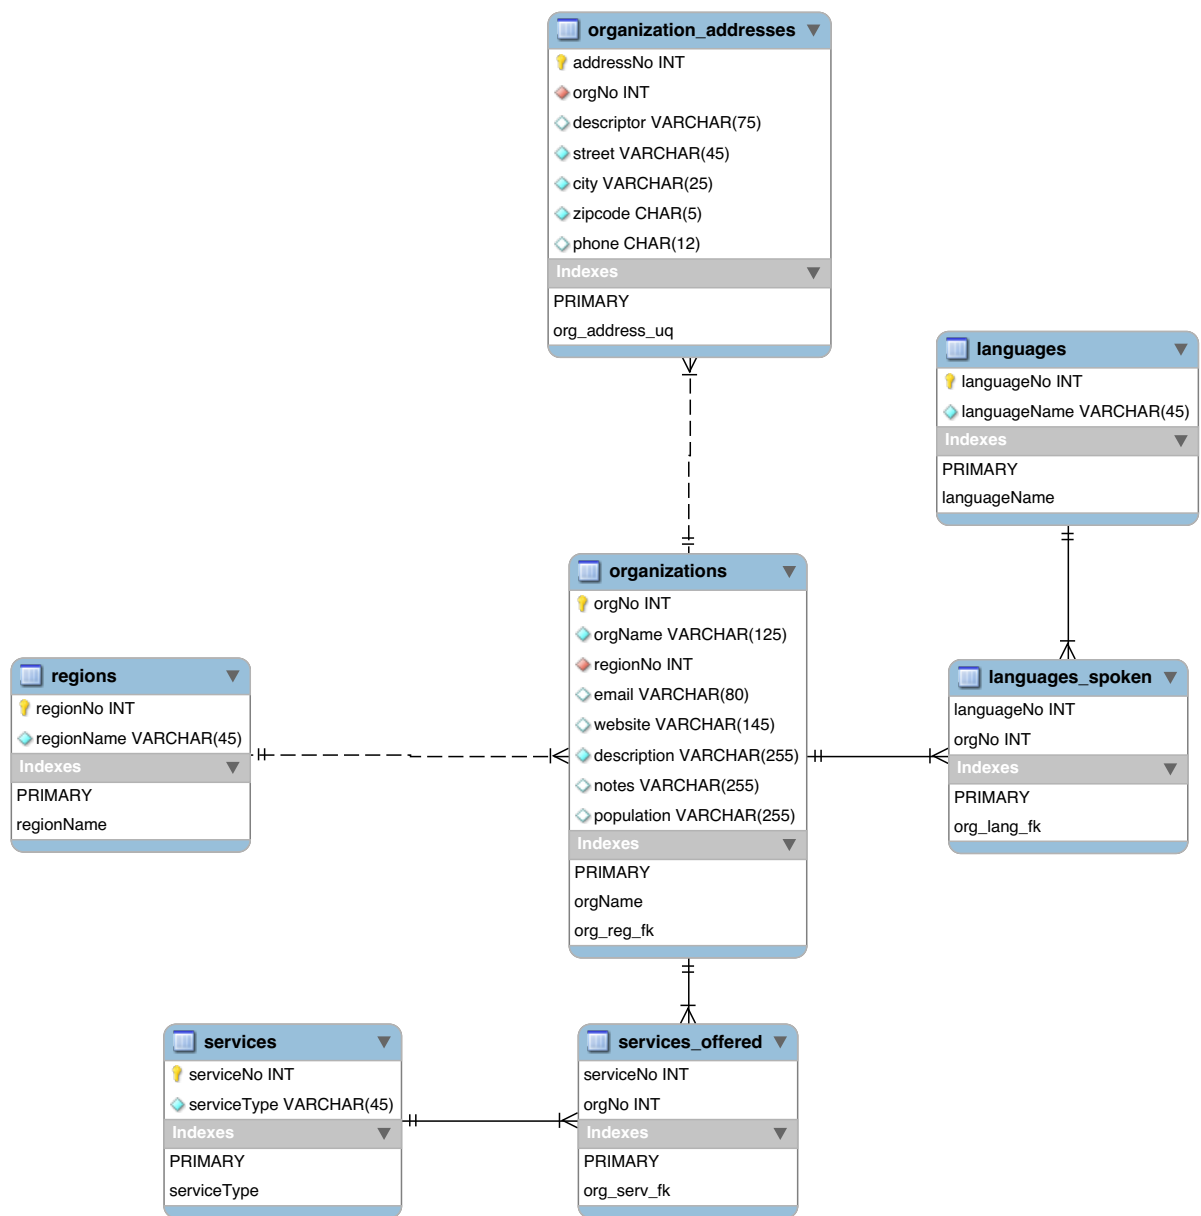 organization_addresses
addressNo INT
orgNo INT
descriptor VARCHAR(75)
street VARCHAR(45)
city VARCHAR(25)
zipcode CHAR(5)
phone CHAR(12)
Indexes
PRIMARY
org_address_uq
languages
languageNo INT
languageName VARCHAR(45)
Indexes
PRIMARY
languageName
organizations
orgNo INT
orgName VARCHAR(125)
regionNo INT
email VARCHAR(80)
website VARCHAR(145)
description VARCHAR(255)
notes VARCHAR(255)
population VARCHAR(255)
Indexes
PRIMARY
orgName
org_reg_fk
regions
regionNo INT
regionName VARCHAR(45)
Indexes
PRIMARY
regionName
languages_spoken
languageNo INT
orgNo INT
Indexes
PRIMARY
org_lang_fk
services
serviceNo INT
serviceType VARCHAR(45)
Indexes
PRIMARY
serviceType
services_offered
serviceNo INT
orgNo INT
Indexes
PRIMARY
org_serv_fk